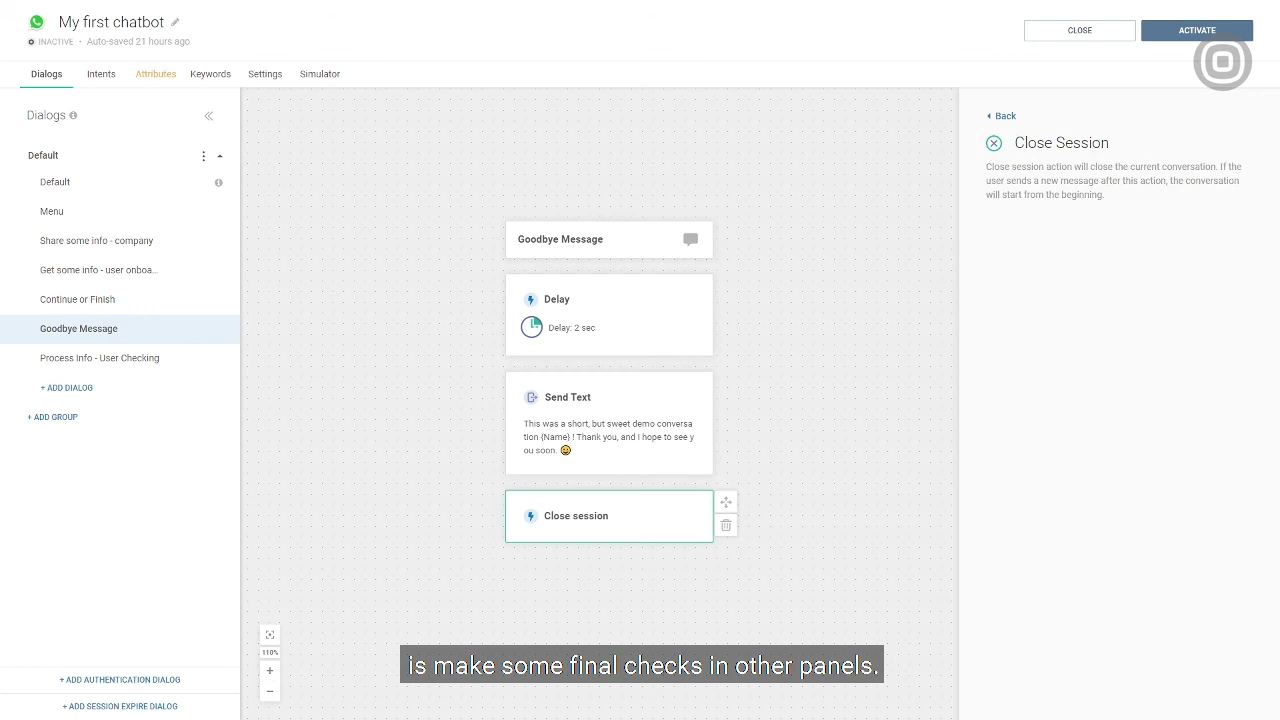 My first chatbot
INACTIVE • Auto-saved 21 hours ago
CLOSE
ACTIVATE
Dialogs
Intents
Attributes
Keywords
Settings
Simulator
Dialogs
Default
Default
Menu
Share some info - company
Get some info - user onboa...
Continue or Finish
Goodbye Message
Process Info - User Checking
+ ADD DIALOG
+ ADD GROUP
+ ADD AUTHENTICATION DIALOG
+ ADD SESSION EXPIRE DIALOG
Goodbye Message
Delay
Delay: 2 sec
Send Text
This was a short, but sweet demo conversa
tion {Name} ! Thank you, and I hope to see y
ou soon. 😀
Close session
110%
is make some final checks in other panels.
Back
Close Session
Close session action will close the current conversation. If the
user sends a new message after this action, the conversation
will start from the beginning.